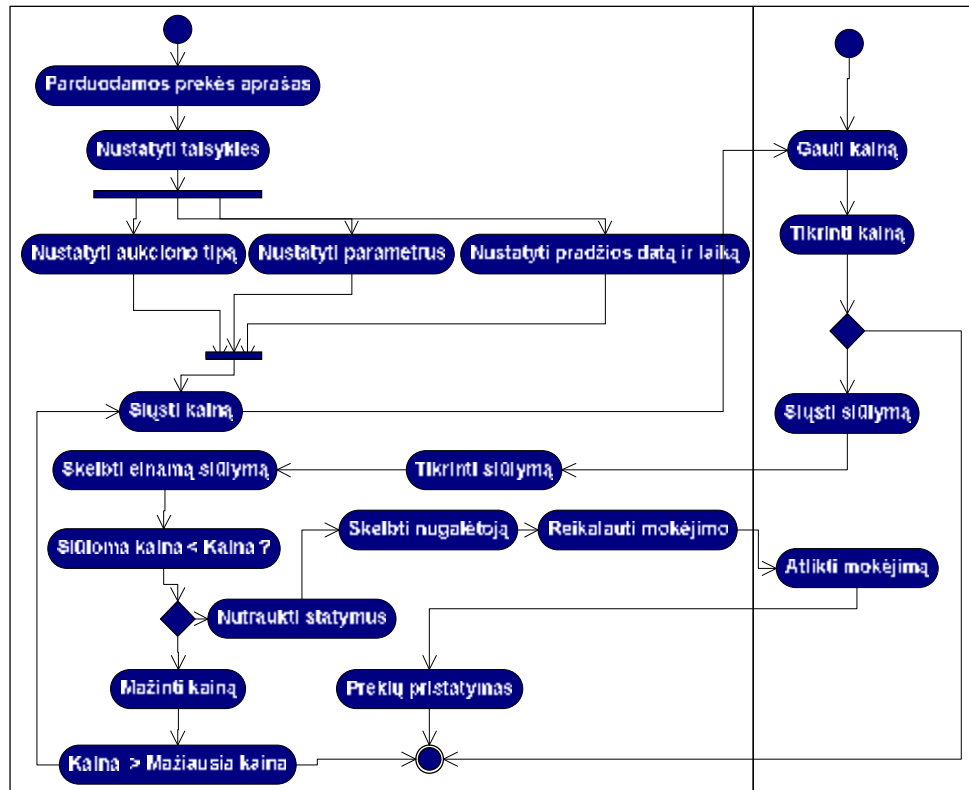 Parduodamos prekės aprašas
Nustatyti taisykles
Gauti kainą
Tikrinti kainą
Nustatyti aukciono tipą
Nustatyti parametrus
Nustatyti pradžios datą ir laiką
Siųsti kainą
Siųsti siūlymą
Skelbti einamą siūlymą
Tikrinti siūlymą
Skelbti nugalėtoją
Reikalauti mokėjimo
Siūloma kaina < Kaina ?
Atlikti mokėjimą
Nutraukti statymus
Mažinti kainą
Prekių pristatymas
Kaina > Mažiausia kaina